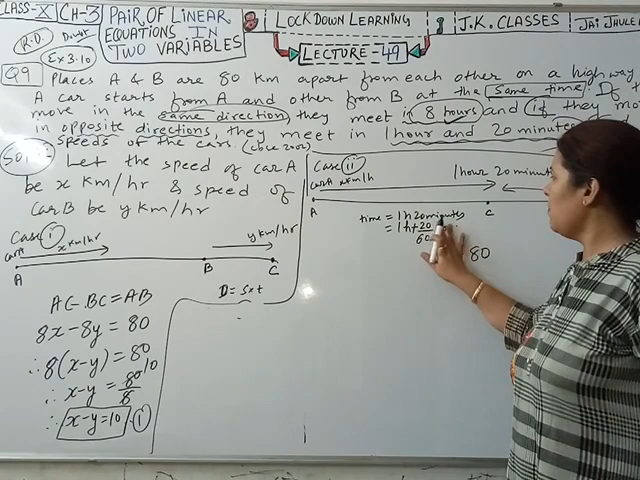 CLASS-X CH-3 PAIR OF LINEAR EQUATIONS IN TWO VARIABLES
LOCKDOWN LEARNING
J.K. CLASSES
JAI JHULE
LECTURE-49
R.D.
Ex 3.10
Q9 PLACES A & B ARE 80 KM apart from each other on a highway
A car starts from A and other from B at the same time. If
move in the same direction, they meet in 8 hours and if they mo
in opposite directions, they meet in 1 hour and 20 minutes
speeds of the cars. (CBSE 2002)
Sol:-
Let the speed of car A
be x km/hr & speed of
car B be y km/hr.
Case i
car A x km/hr
y km/hr
A B C
D = S x t
AC - BC = AB
8x - 8y = 80
∴ 8(x-y) = 80
∴ x-y = 80/8 10
∴ x-y=10 - i
Case ii
car A x km/h
1 hour 20 minutes
A C
time = 1h 20 minutes
= 1h + 20/60
80